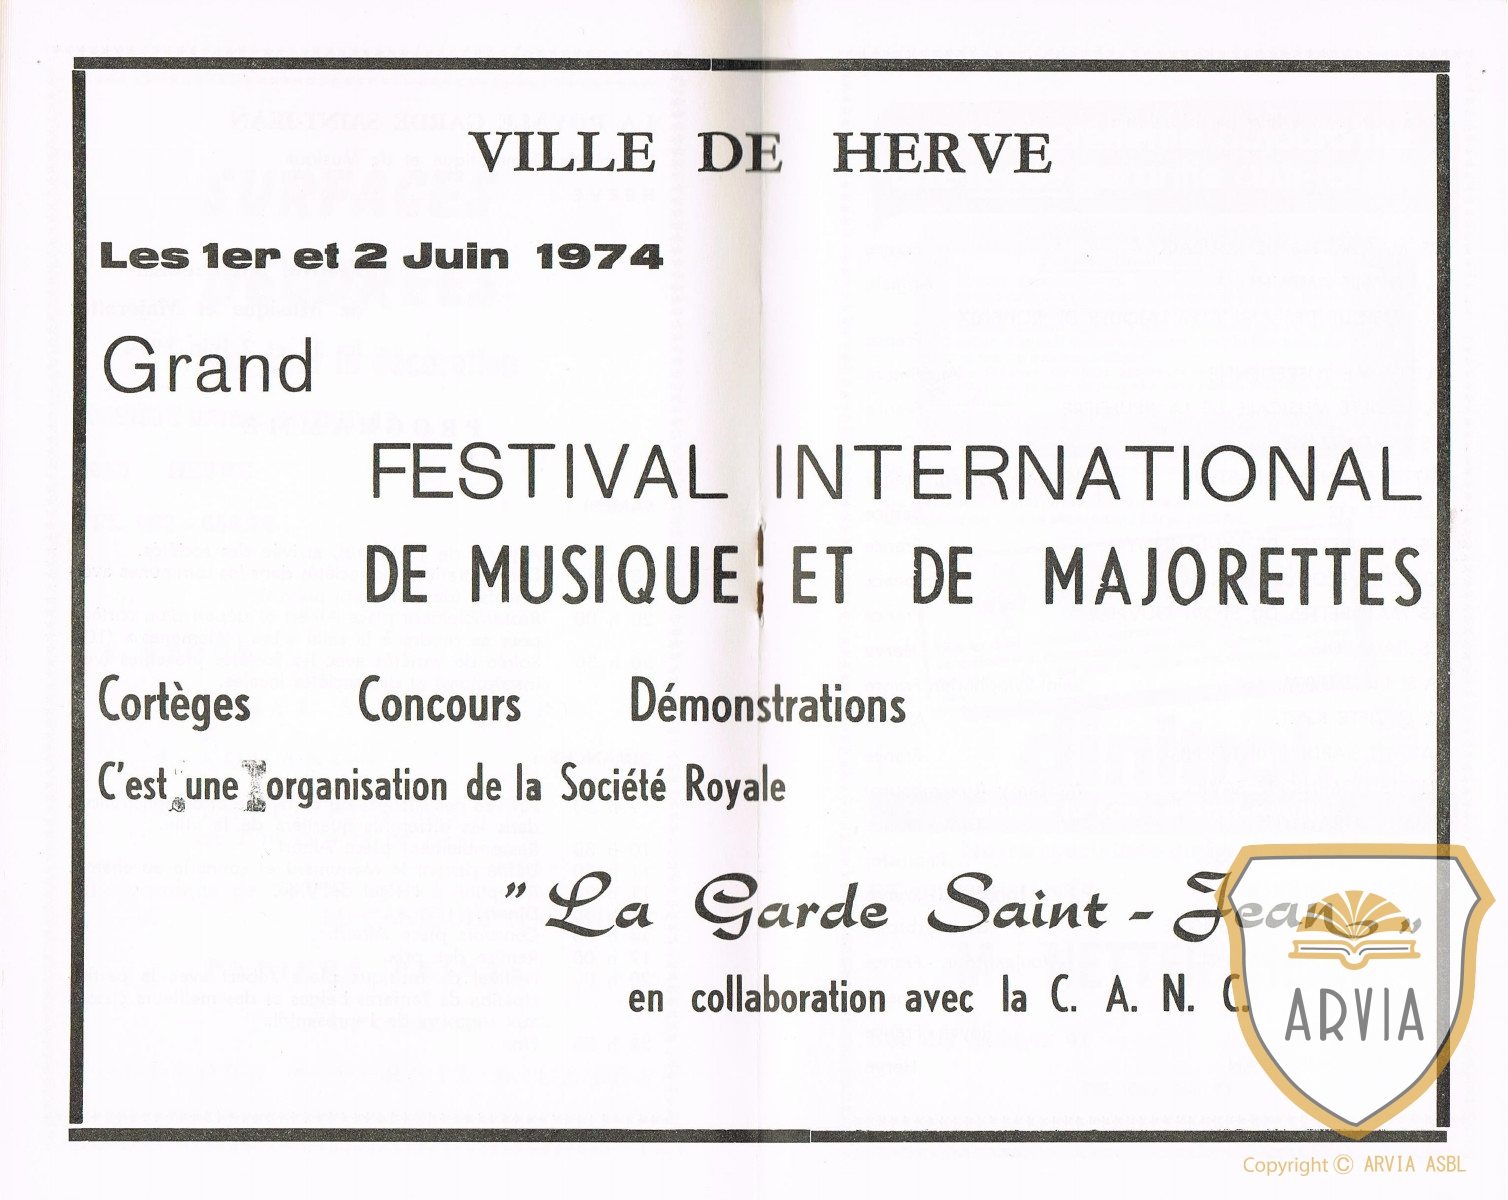 VILLE DE HERVE
Les 1er et 2 Juin 1974
Grand
FESTIVAL INTERNATIONAL
DE MUSIQUE ET DE MAJORETTES
Cortèges Concours Démonstrations
C'est une organisation de la Société Royale
"La Garde Saint-Jean„
en collaboration avec la C. A. N. C.
ARVIA
Copyright © ARVIA ASBL